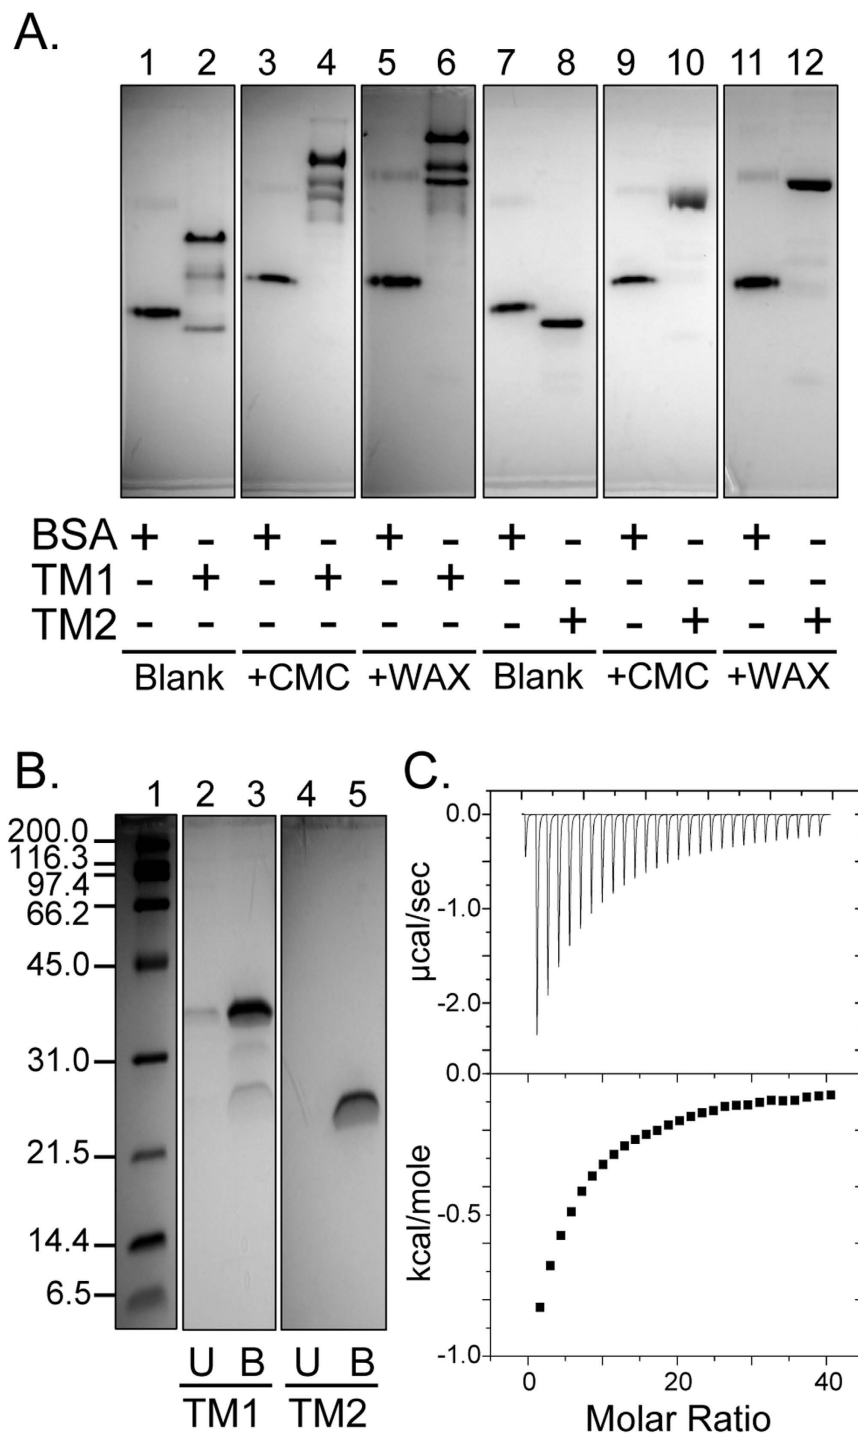 A.
1 2 3 4 5 6 7 8 9 10 11 12
BSA + - + - + - + - + - + -
TM1 - + - + - + - - - - - -
TM2 - - - - - - - + - + - +
Blank +CMC +WAX Blank +CMC +WAX
B.
1 2 3 4 5
200.0
116.3
97.4
66.2
45.0
31.0
21.5
14.4
6.5
U B U B
TM1 TM2
C.
0.0
-1.0
-2.0
µcal/sec
0.0
-0.5
-1.0
kcal/mole
0 20 40
Molar Ratio